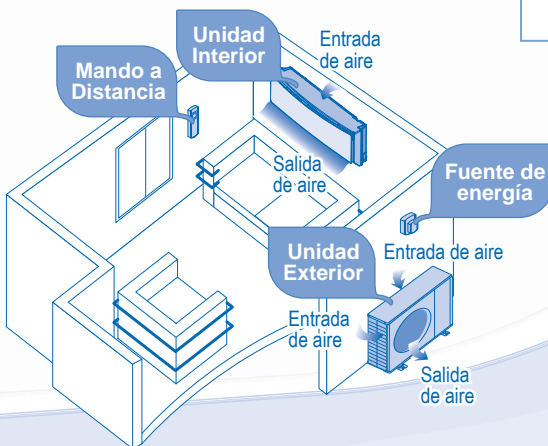 Unidad
Interior
Entrada
de aire
Mando a
Distancia
Salida
de aire
Fuente de
energía
Unidad
Exterior
Entrada de aire
Entrada
de aire
Salida
de aire